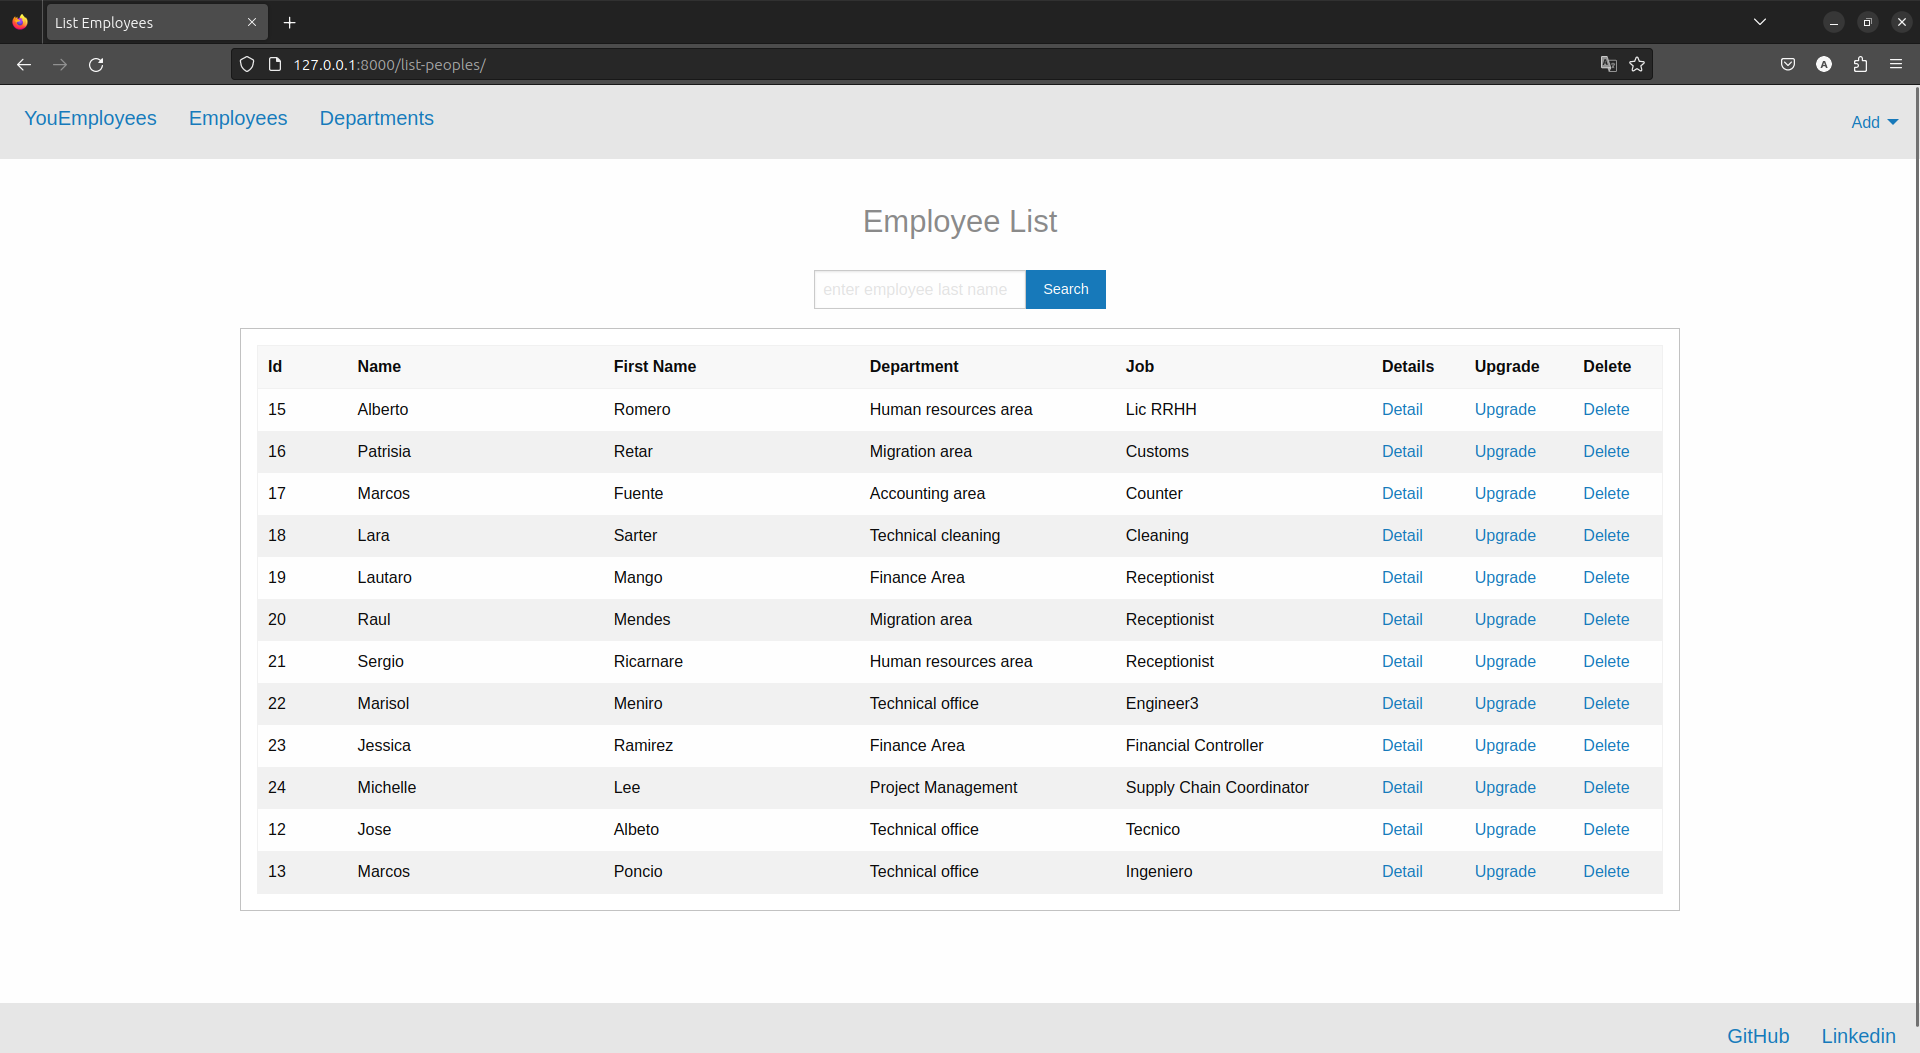 List Employees
127.0.0.1:8000/list-peoples/
A
YouEmployees Employees Departments Add
Employee List
enter employee last name Search
Id Name First Name Department Job Details Upgrade Delete
15 Alberto Romero Human resources area Lic RRHH Detail Upgrade Delete
16 Patrisia Retar Migration area Customs Detail Upgrade Delete
17 Marcos Fuente Accounting area Counter Detail Upgrade Delete
18 Lara Sarter Technical cleaning Cleaning Detail Upgrade Delete
19 Lautaro Mango Finance Area Receptionist Detail Upgrade Delete
20 Raul Mendes Migration area Receptionist Detail Upgrade Delete
21 Sergio Ricarnare Human resources area Receptionist Detail Upgrade Delete
22 Marisol Meniro Technical office Engineer3 Detail Upgrade Delete
23 Jessica Ramirez Finance Area Financial Controller Detail Upgrade Delete
24 Michelle Lee Project Management Supply Chain Coordinator Detail Upgrade Delete
12 Jose Albeto Technical office Tecnico Detail Upgrade Delete
13 Marcos Poncio Technical office Ingeniero Detail Upgrade Delete
GitHub Linkedin